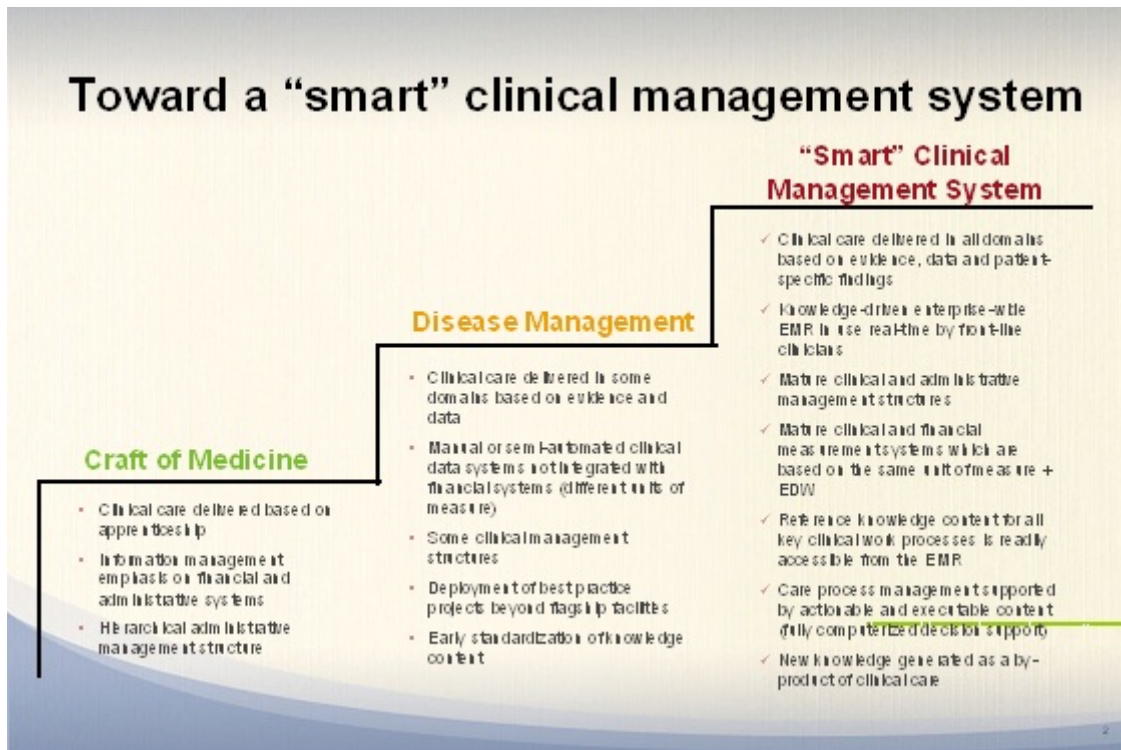 Toward a “smart” clinical management system
Craft of Medicine
Clinical care delivered based on
apprenticeship
Information management
emphasis on financial and
administrative systems
Hierarchical administrative
management structure
Disease Management
Clinical care delivered in some
domains based on evidence and
data
Manual or semi-automated clinical
data systems not integrated with
financial systems (different units of
measure)
Some clinical management
structures
Deployment of best practice
projects beyond flagship facilities
Early standardization of knowledge
content
“Smart” Clinical
Management System
✓ Clinical care delivered in all domains
based on evidence, data and patient-
specific findings
✓ Knowledge-driven enterprise-wide
EMR in use real-time by front-line
clinicians
✓ Mature clinical and administrative
management structures
✓ Mature clinical and financial
measurement systems which are
based on the same unit of measure +
EDW
✓ Reference knowledge content for all
key clinical work processes is readily
accessible from the EMR
✓ Care process management supported
by actionable and executable content
(fully computerized decision support)
✓ New knowledge generated as a by-
product of clinical care
2